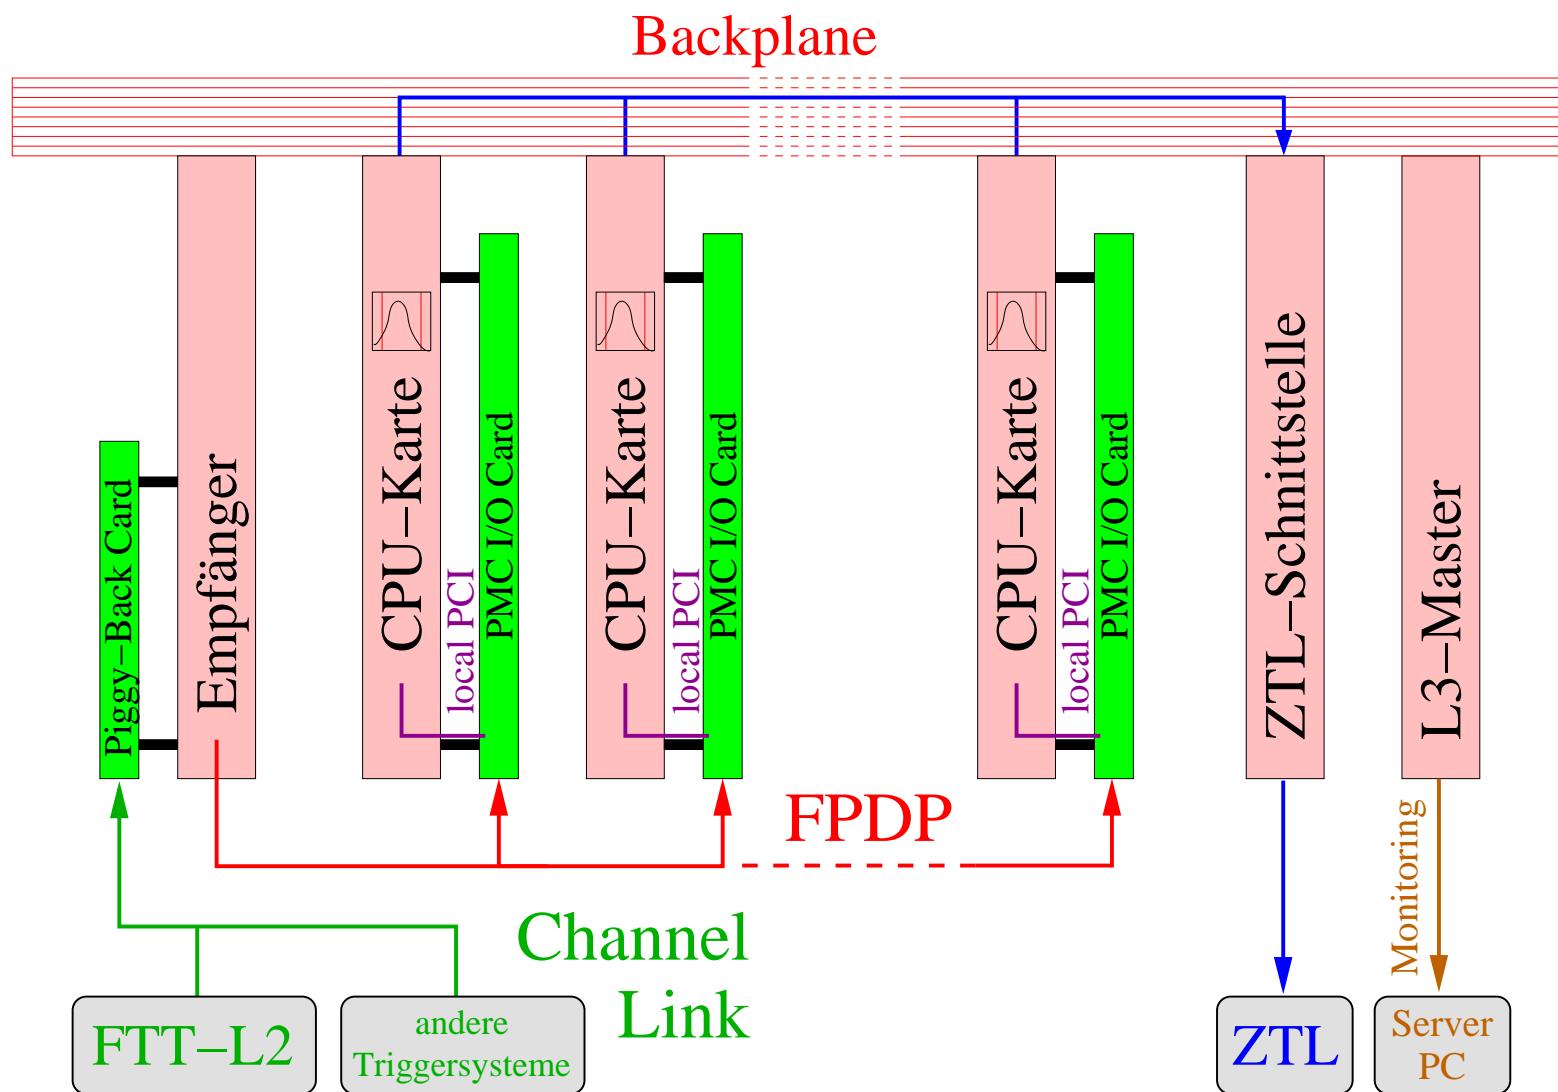 Backplane
Piggy–Back Card
Empfänger
CPU–Karte
local PCI
PMC I/O Card
CPU–Karte
local PCI
PMC I/O Card
CPU–Karte
local PCI
PMC I/O Card
ZTL–Schnittstelle
L3–Master
FPDP
Monitoring
Channel
Link
FTT–L2
andere
Triggersysteme
ZTL
Server
PC